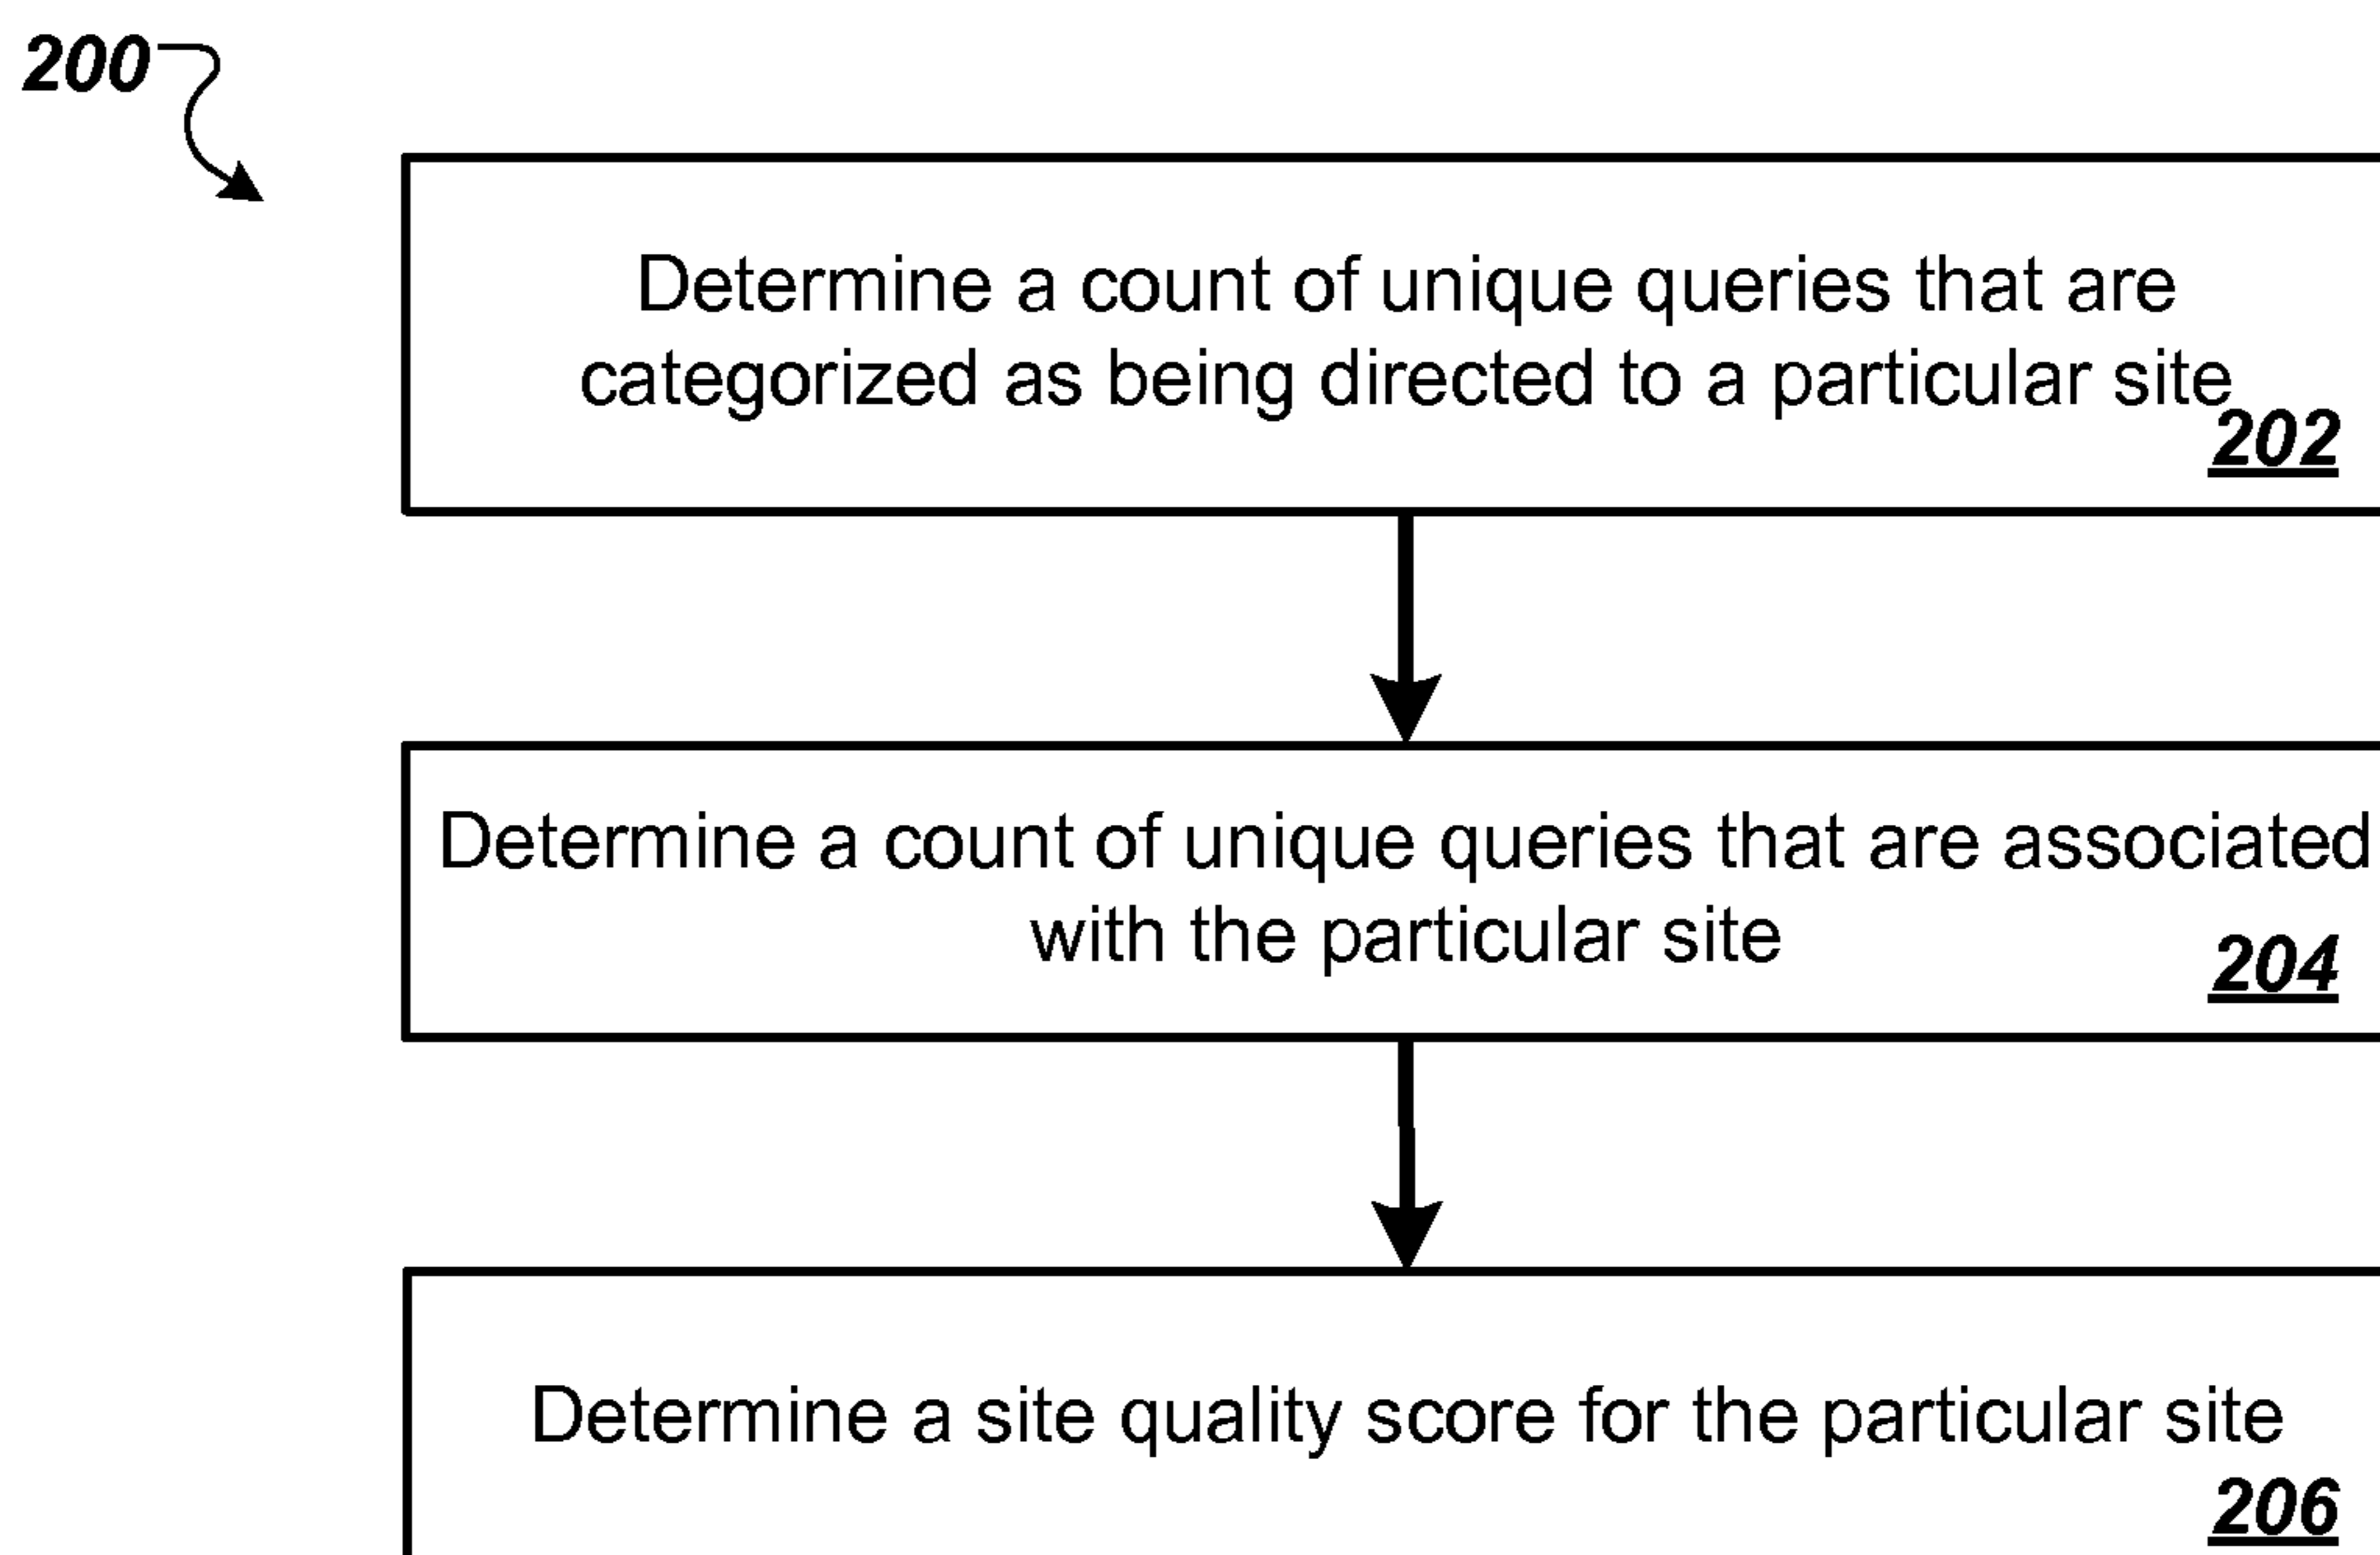 200
Determine a count of unique queries that are
categorized as being directed to a particular site
202
Determine a count of unique queries that are associated
with the particular site
204
Determine a site quality score for the particular site
206